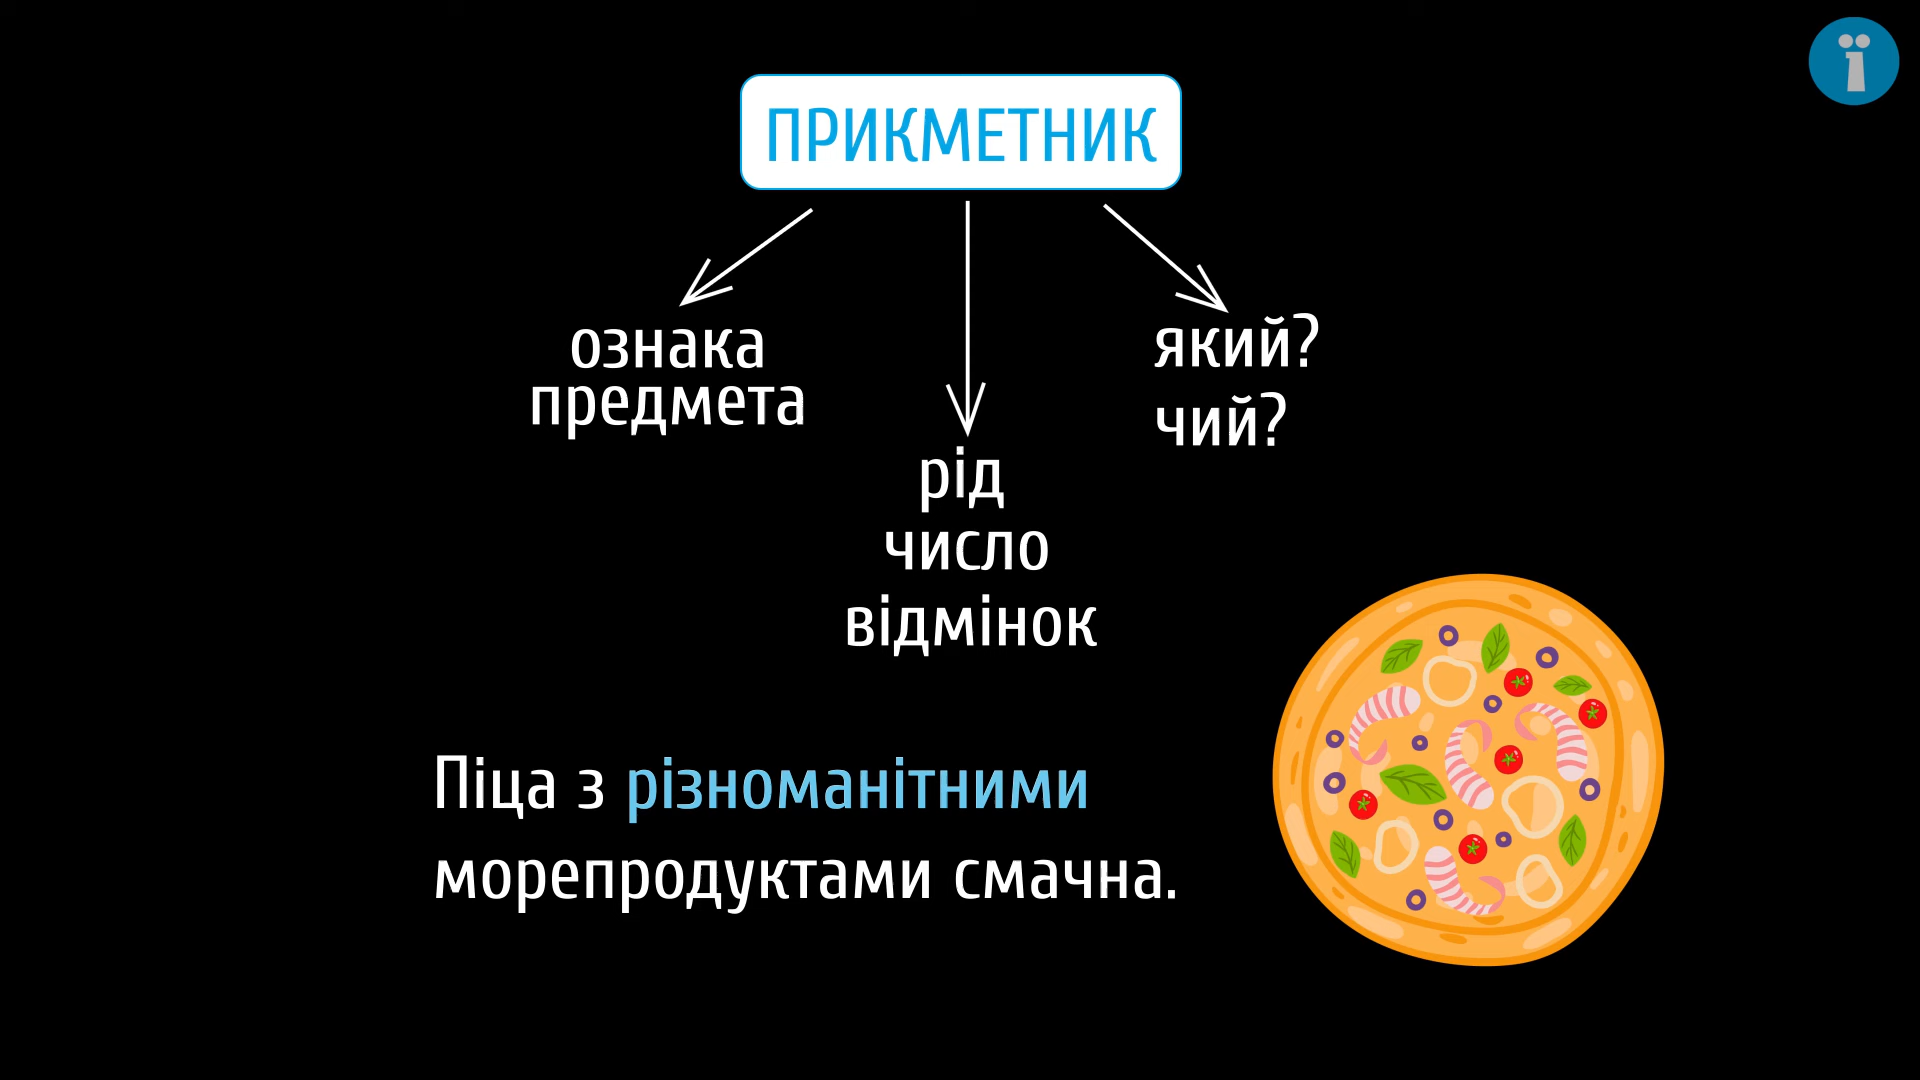 ї
ПРИКМЕТНИК
ознака
предмета
рід
число
відмінок
який?
чий?
Піца з різноманітними
морепродуктами смачна.